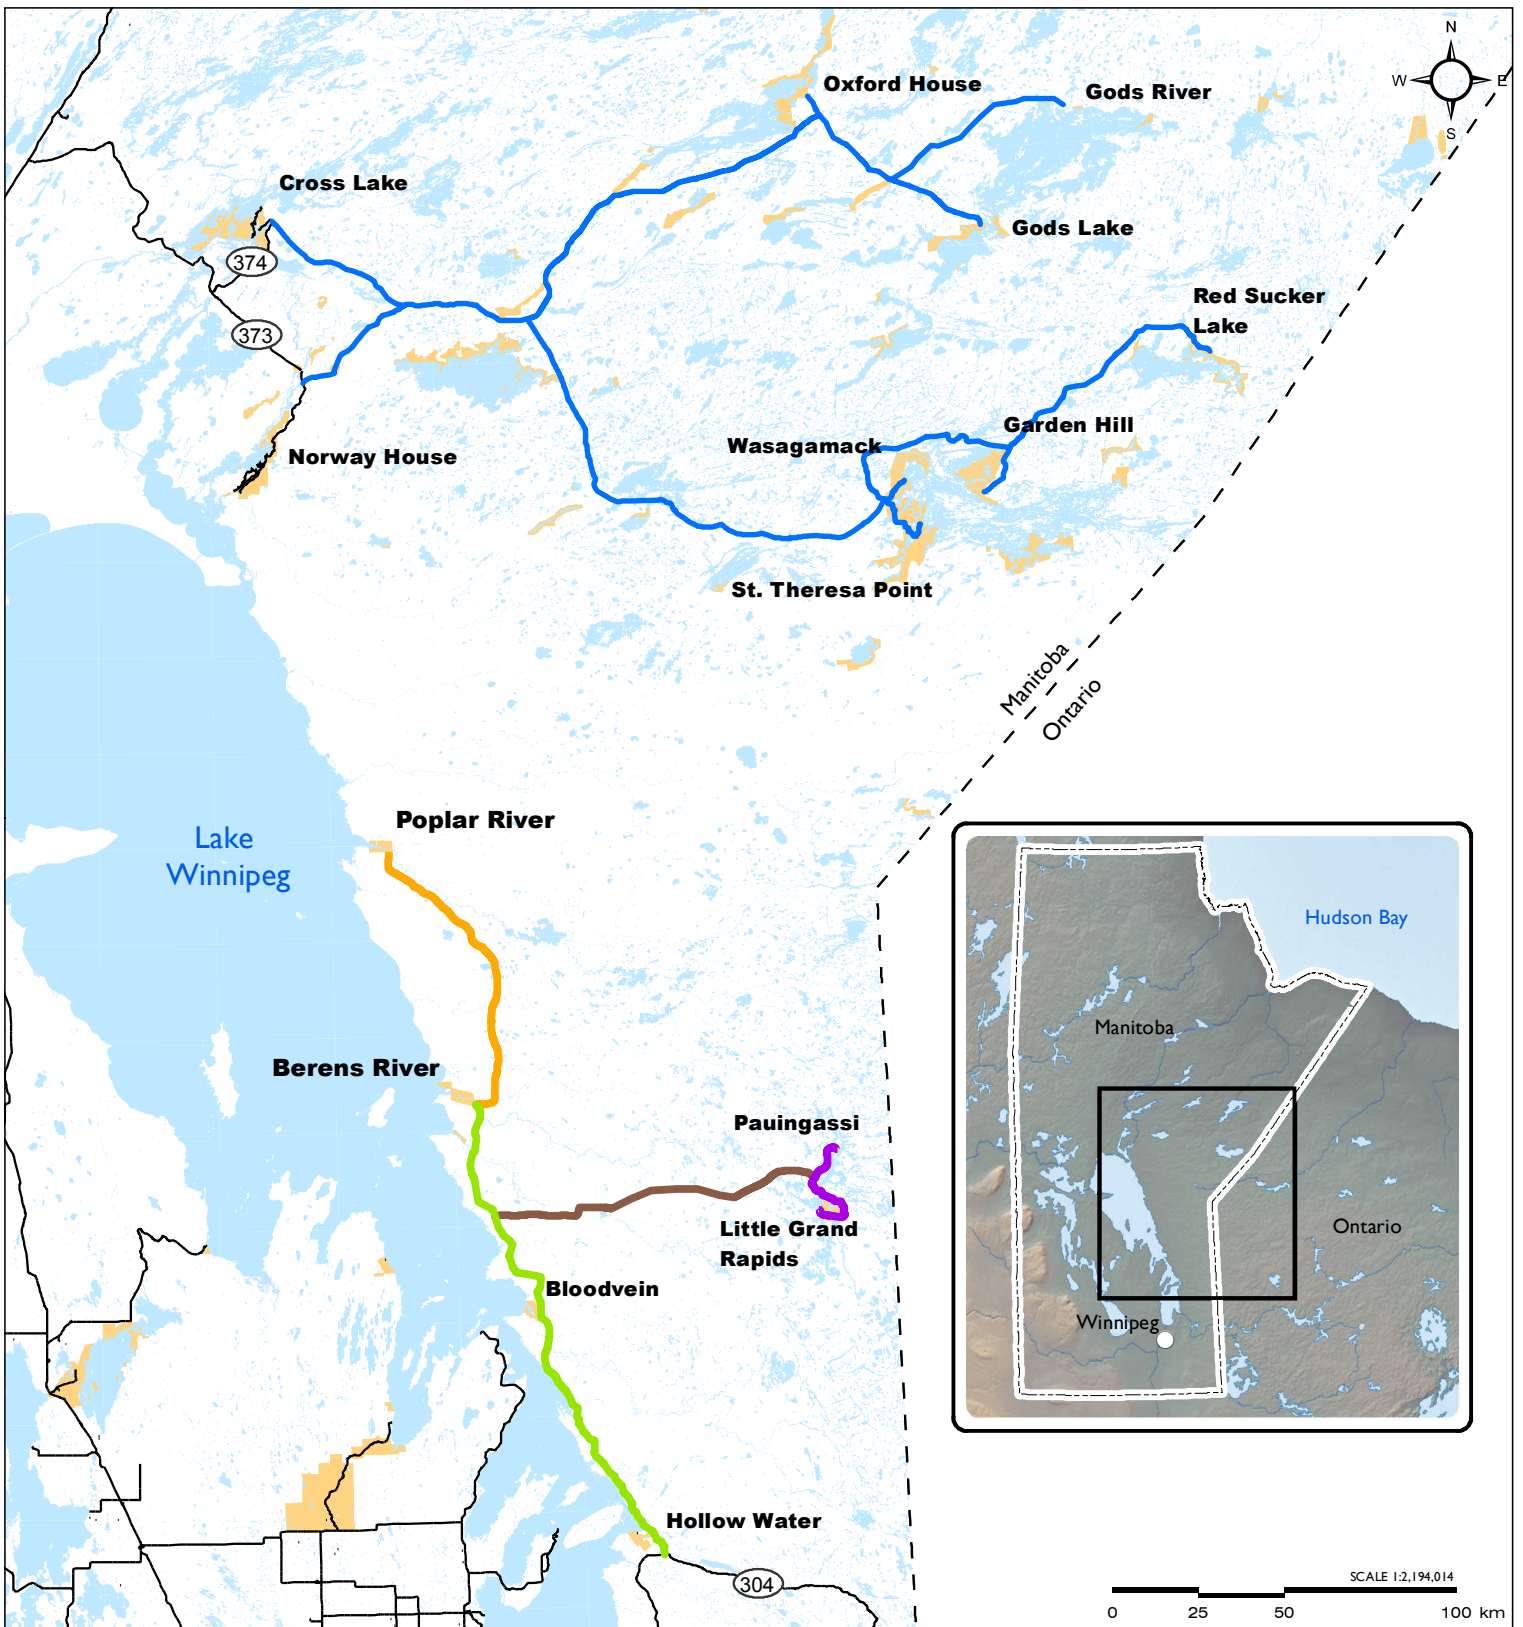 N
W
E
S
Oxford House
Gods River
Cross Lake
Gods Lake
374
Red Sucker
Lake
373
Garden Hill
Wasagamack
Norway House
St. Theresa Point
Manitoba
Ontario
Poplar River
Lake
Winnipeg
Hudson Bay
Manitoba
Berens River
Pauingassi
Ontario
Little Grand
Rapids
Bloodvein
Winnipeg
Hollow Water
304
SCALE 1:2,194,014
0 25 50 100 km